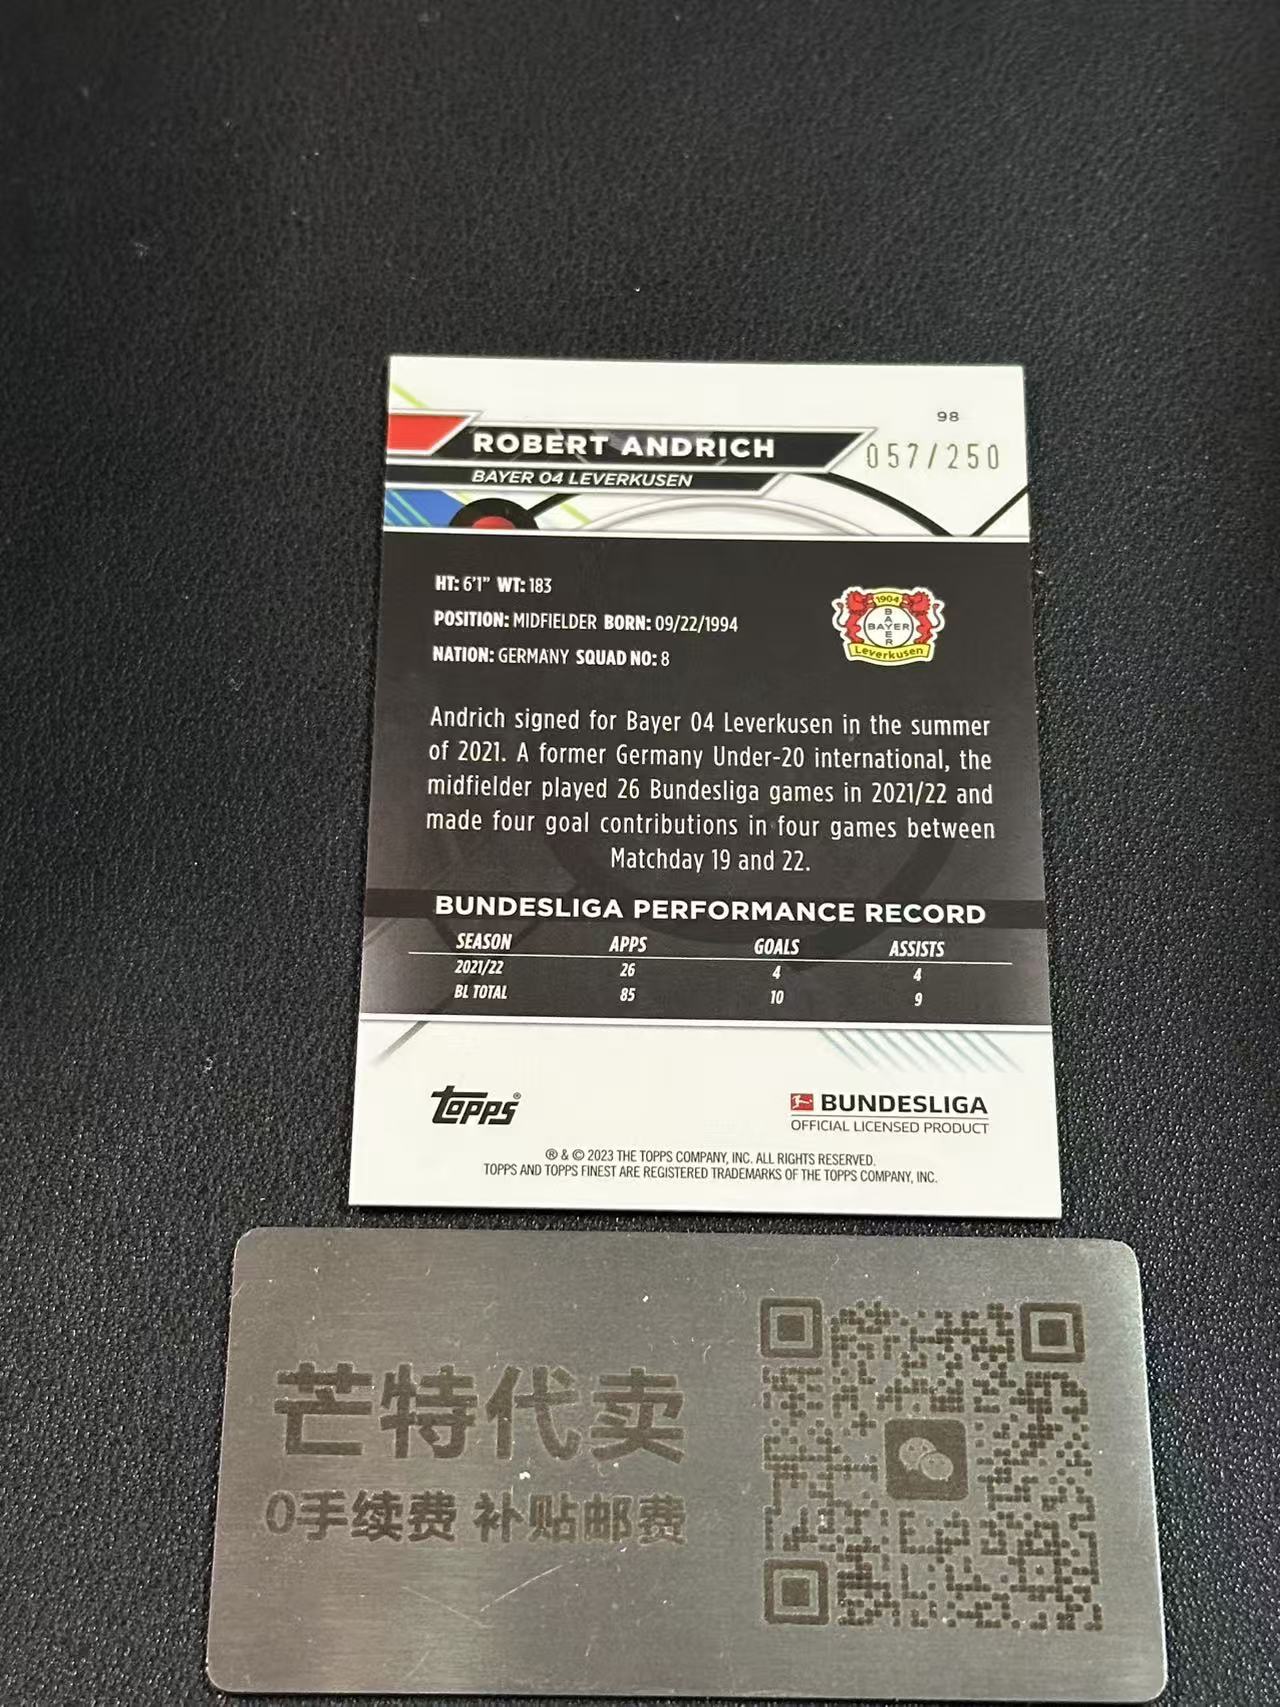 98
ROBERT ANDRICH
057/250
BAYER 04 LEVERKUSEN
HT: 6'1" WT: 183
POSITION: MIDFIELDER BORN: 09/22/1994
NATION: GERMANY SQUAD NO: 8
1904
BAYER
BAYER
Leverkusen
Andrich signed for Bayer 04 Leverkusen in the summer
of 2021. A former Germany Under-20 international, the
midfielder played 26 Bundesliga games in 2021/22 and
made four goal contributions in four games between
Matchday 19 and 22.
BUNDESLIGA PERFORMANCE RECORD
SEASON APPS GOALS ASSISTS
2021/22 26 4 4
BL TOTAL 85 10 9
topps®
BUNDESLIGA
OFFICIAL LICENSED PRODUCT
® & © 2023 THE TOPPS COMPANY, INC. ALL RIGHTS RESERVED.
TOPPS AND TOPPS FINEST ARE REGISTERED TRADEMARKS OF THE TOPPS COMPANY, INC.
芒特代卖
0手续费 补贴邮费